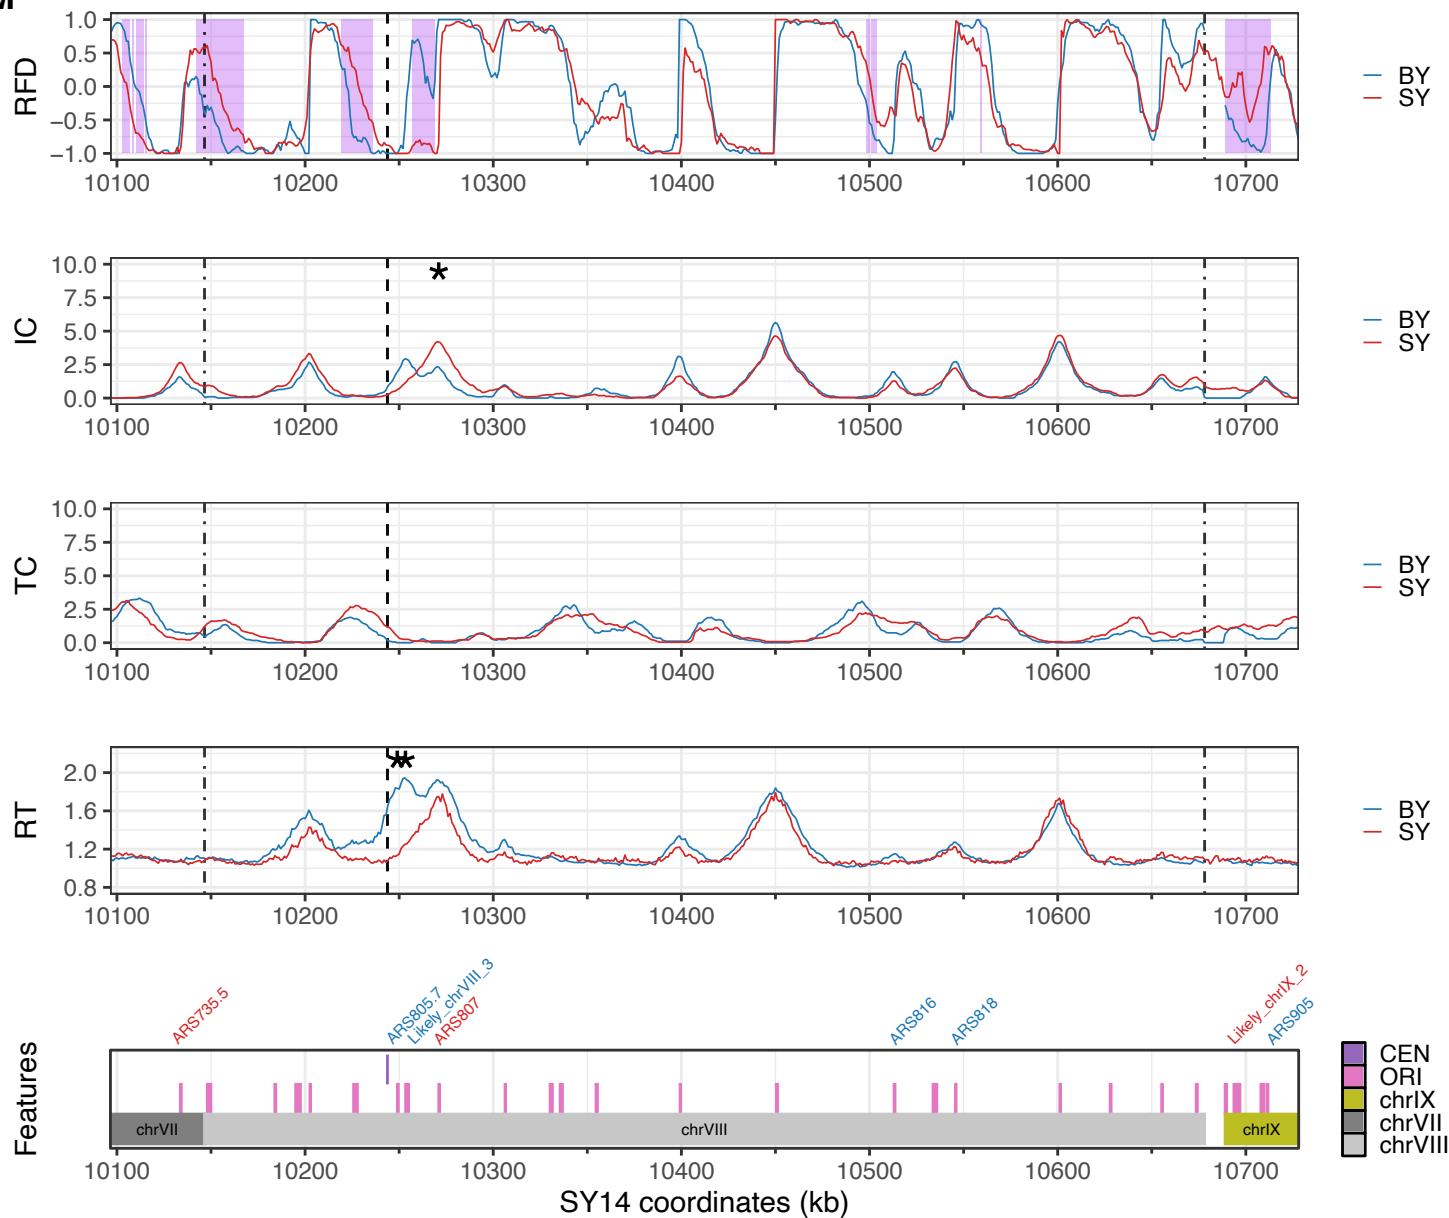 M
RFD
1.0
0.5
0.0
−0.5
−1.0
10100 10200 10300 10400 10500 10600 10700
BY
SY
IC
10.0
7.5
5.0
2.5
0.0
*
10100 10200 10300 10400 10500 10600 10700
BY
SY
TC
10.0
7.5
5.0
2.5
0.0
10100 10200 10300 10400 10500 10600 10700
BY
SY
RT
2.0
1.6
1.2
0.8
**
10100 10200 10300 10400 10500 10600 10700
BY
SY
ARS735.5
ARS805.7
Likely_chrVIII_3
ARS807
ARS816
ARS818
Likely_chrIX_2
ARS905
Features
chrVII chrVIII chrIX
10100 10200 10300 10400 10500 10600 10700
SY14 coordinates (kb)
CEN
ORI
chrIX
chrVII
chrVIII